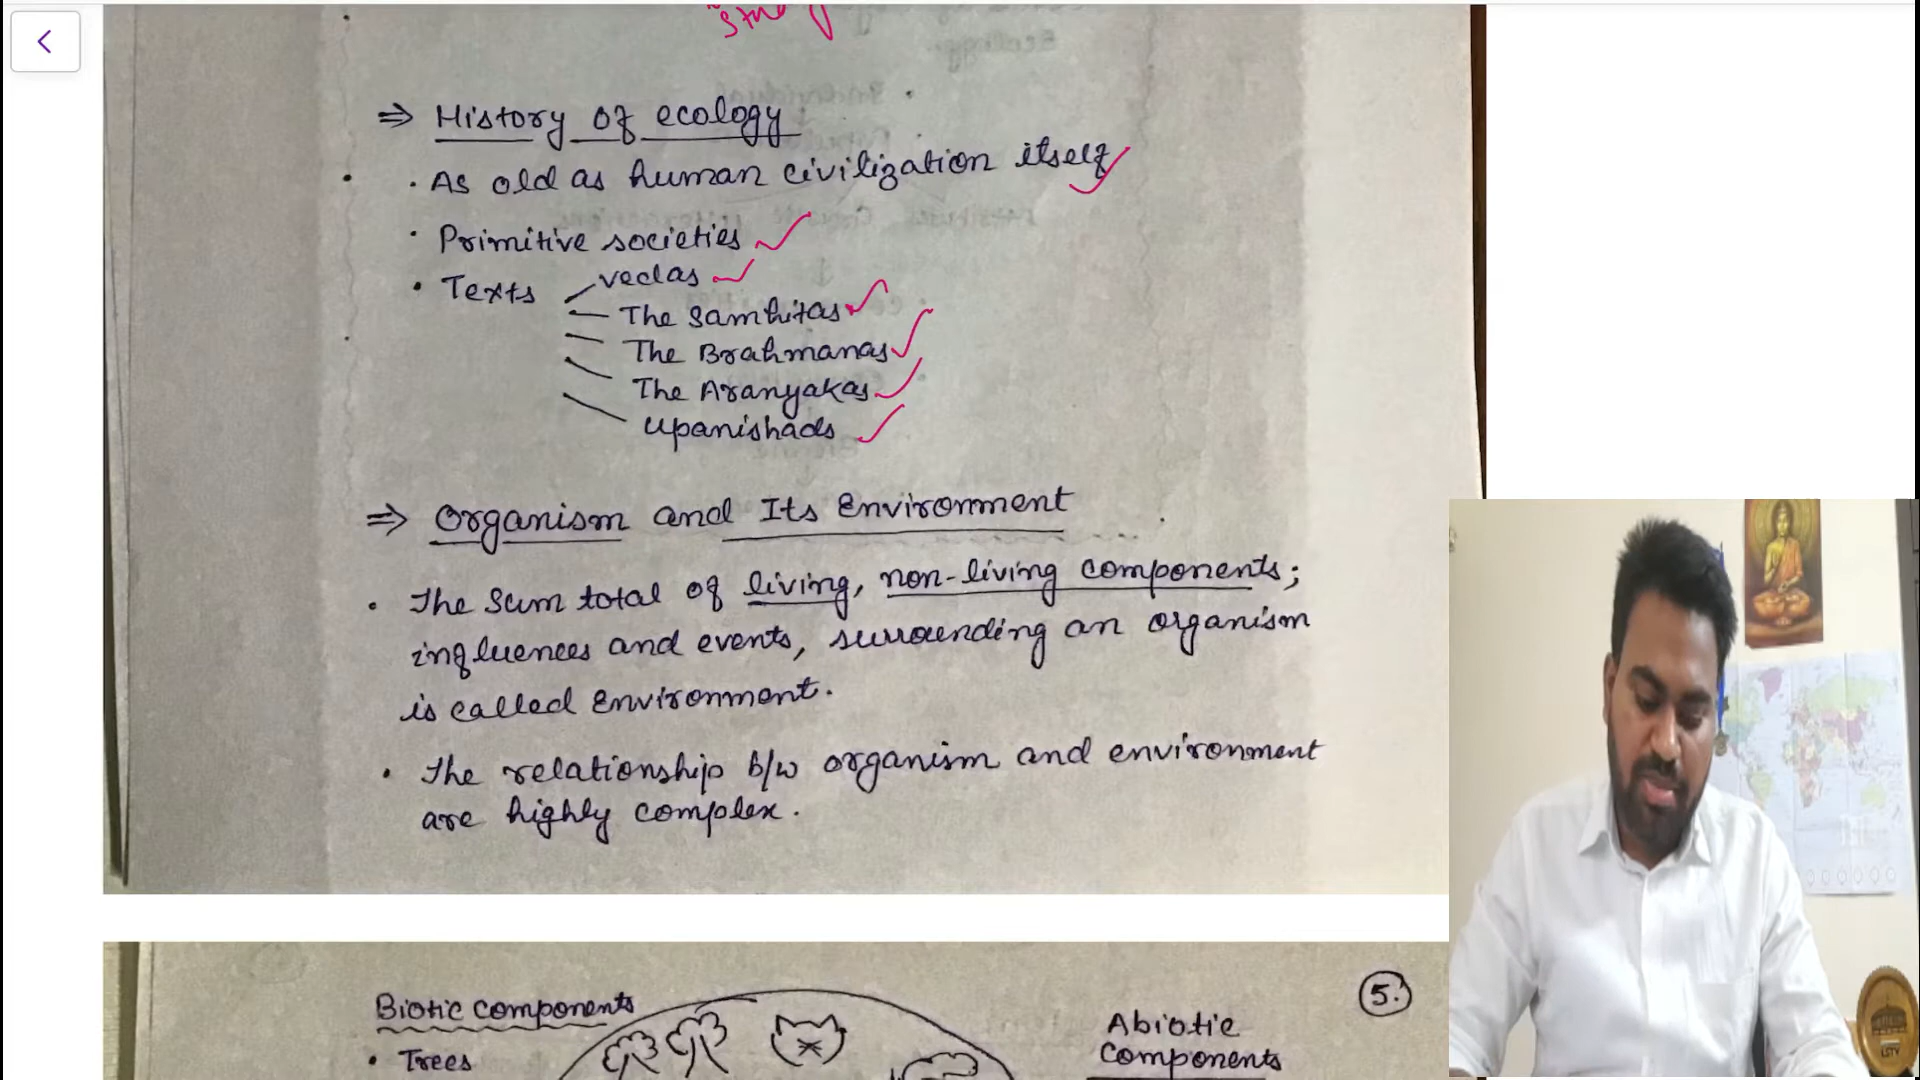 ⇒ History of ecology
· As old as human civilization itself
· Primitive societies
· Texts
vedas
The Samhitas
The Brahmanas
The Aranyakas
Upanishads
⇒ Organism and Its Environment
· The Sum total of living, non-living components;
influences and events, surrounding an organism
is called Environment.
· The relationship b/w organism and environment
are highly complex.
5.
Biotic components
· Trees
Abiotic
components